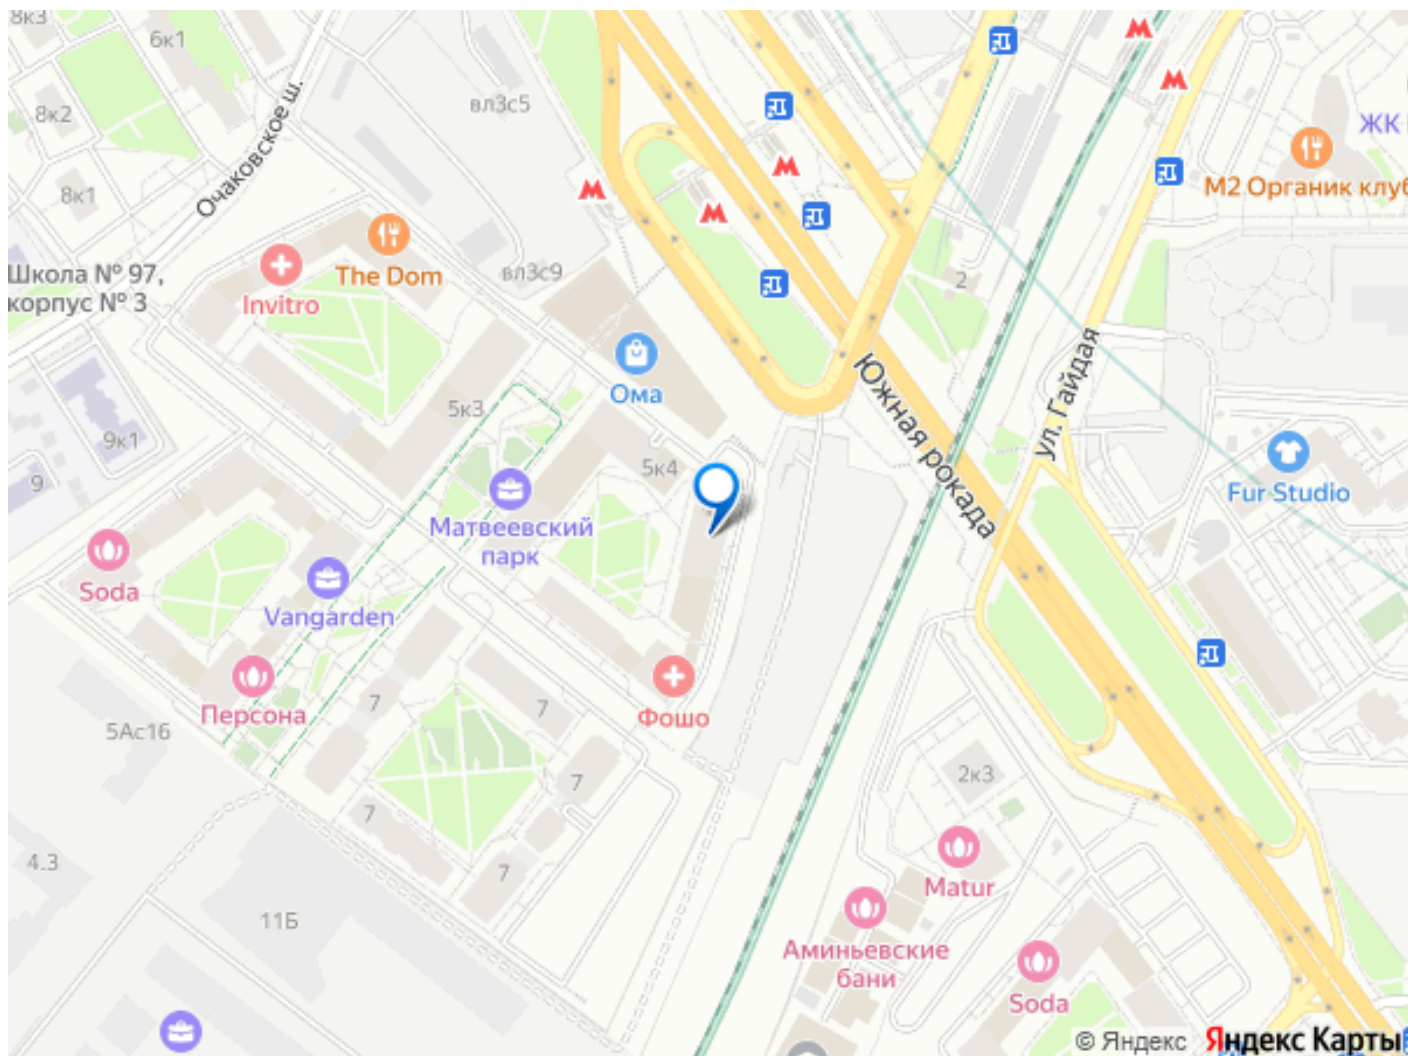 8к3
6к1
8к2
вл3с5
Очаковское ш.
8к1
ЖК
М2 Органик клуб
Школа № 97,
корпус № 3
The Dom
Invitro
вл3с9
2
Ома
Южная рокада
ул. Гайдая
5к3
9к1
9
5к4
Fur Studio
Матвеевский
парк
Soda
Vangarden
Персона
Фошо
5Ас16
7
7
7
7
7
2к3
4.3
11Б
Matur
Аминьевские
бани
Soda
© Яндекс Яндекс Карты